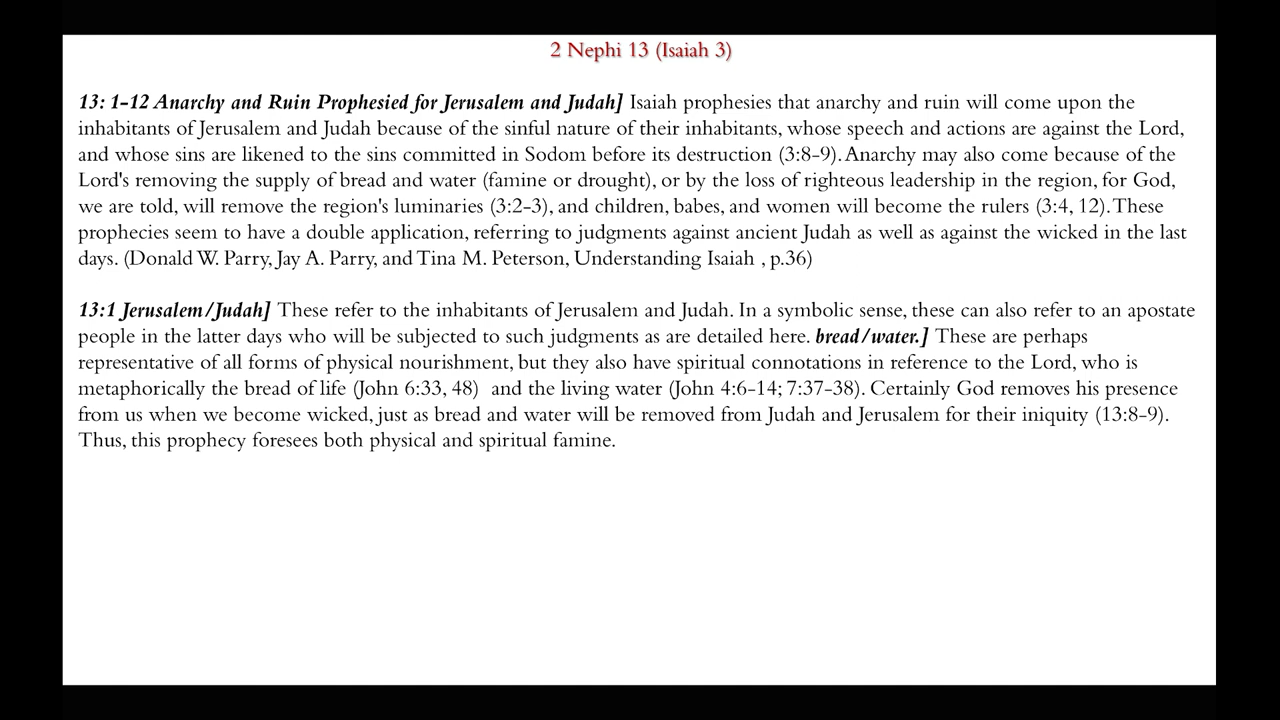 2 Nephi 13 (Isaiah 3)
13: 1-12 Anarchy and Ruin Prophesied for Jerusalem and Judah] Isaiah prophesies that anarchy and ruin will come upon the
inhabitants of Jerusalem and Judah because of the sinful nature of their inhabitants, whose speech and actions are against the Lord,
and whose sins are likened to the sins committed in Sodom before its destruction (3:8-9). Anarchy may also come because of the
Lord's removing the supply of bread and water (famine or drought), or by the loss of righteous leadership in the region, for God,
we are told, will remove the region's luminaries (3:2-3), and children, babes, and women will become the rulers (3:4, 12). These
prophecies seem to have a double application, referring to judgments against ancient Judah as well as against the wicked in the last
days. (Donald W. Parry, Jay A. Parry, and Tina M. Peterson, Understanding Isaiah , p.36)
13:1 Jerusalem/Judah] These refer to the inhabitants of Jerusalem and Judah. In a symbolic sense, these can also refer to an apostate
people in the latter days who will be subjected to such judgments as are detailed here. bread/water.] These are perhaps
representative of all forms of physical nourishment, but they also have spiritual connotations in reference to the Lord, who is
metaphorically the bread of life (John 6:33, 48)  and the living water (John 4:6-14; 7:37-38). Certainly God removes his presence
from us when we become wicked, just as bread and water will be removed from Judah and Jerusalem for their iniquity (13:8-9).
Thus, this prophecy foresees both physical and spiritual famine.